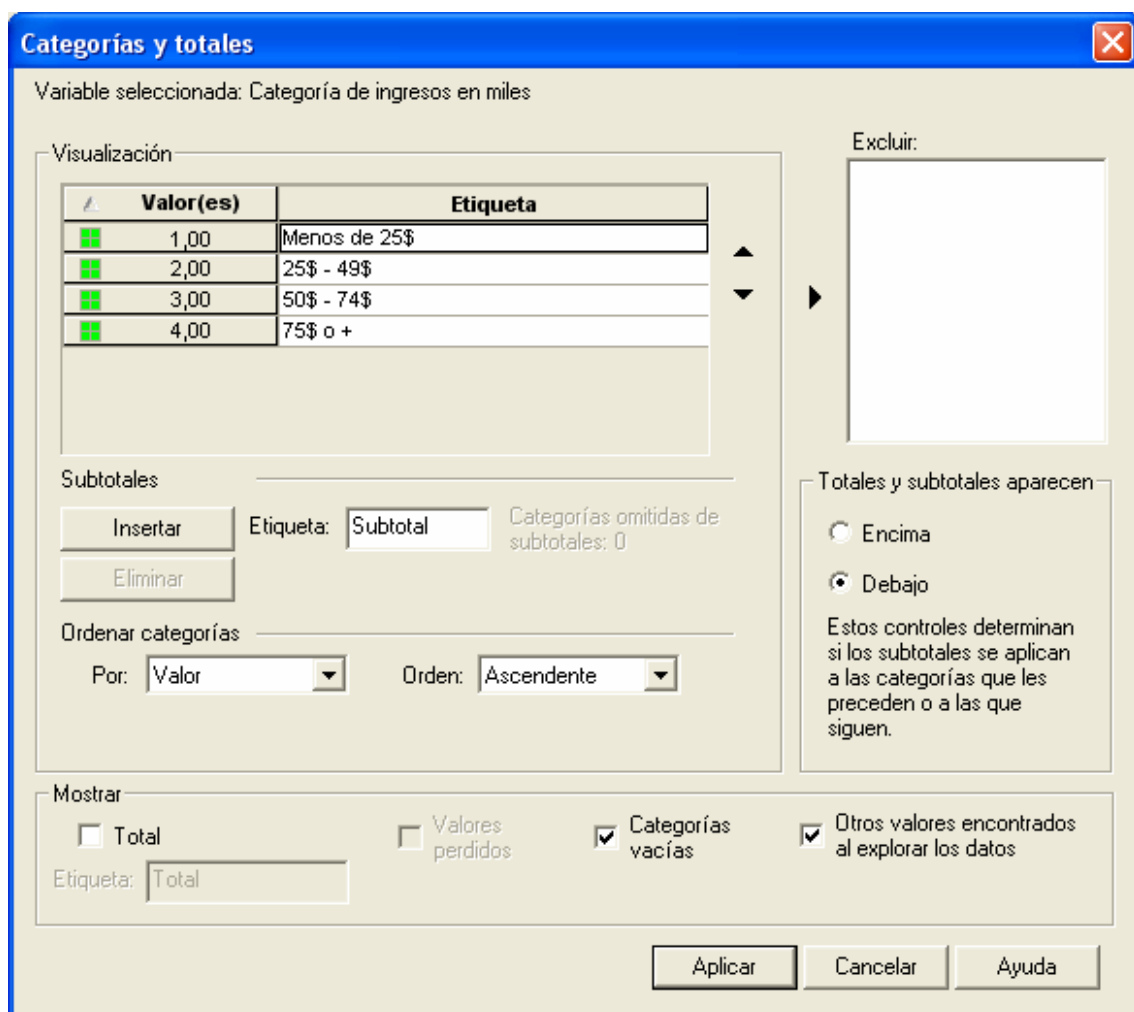 Categorías y totales
Variable seleccionada: Categoría de ingresos en miles
Visualización
Valor(es) Etiqueta
1,00 Menos de 25$
2,00 25$ - 49$
3,00 50$ - 74$
4,00 75$ o +
Excluir:
Subtotales
Insertar Etiqueta: Subtotal
Categorías omitidas de
subtotales: 0
Eliminar
Ordenar categorías
Por: Valor Orden: Ascendente
Totales y subtotales aparecen
Encima
Debajo
Estos controles determinan
si los subtotales se aplican
a las categorías que les
preceden o a las que
siguen.
Mostrar
Total
Valores
perdidos
Categorías
vacías
Otros valores encontrados
al explorar los datos
Etiqueta: Total
Aplicar Cancelar Ayuda